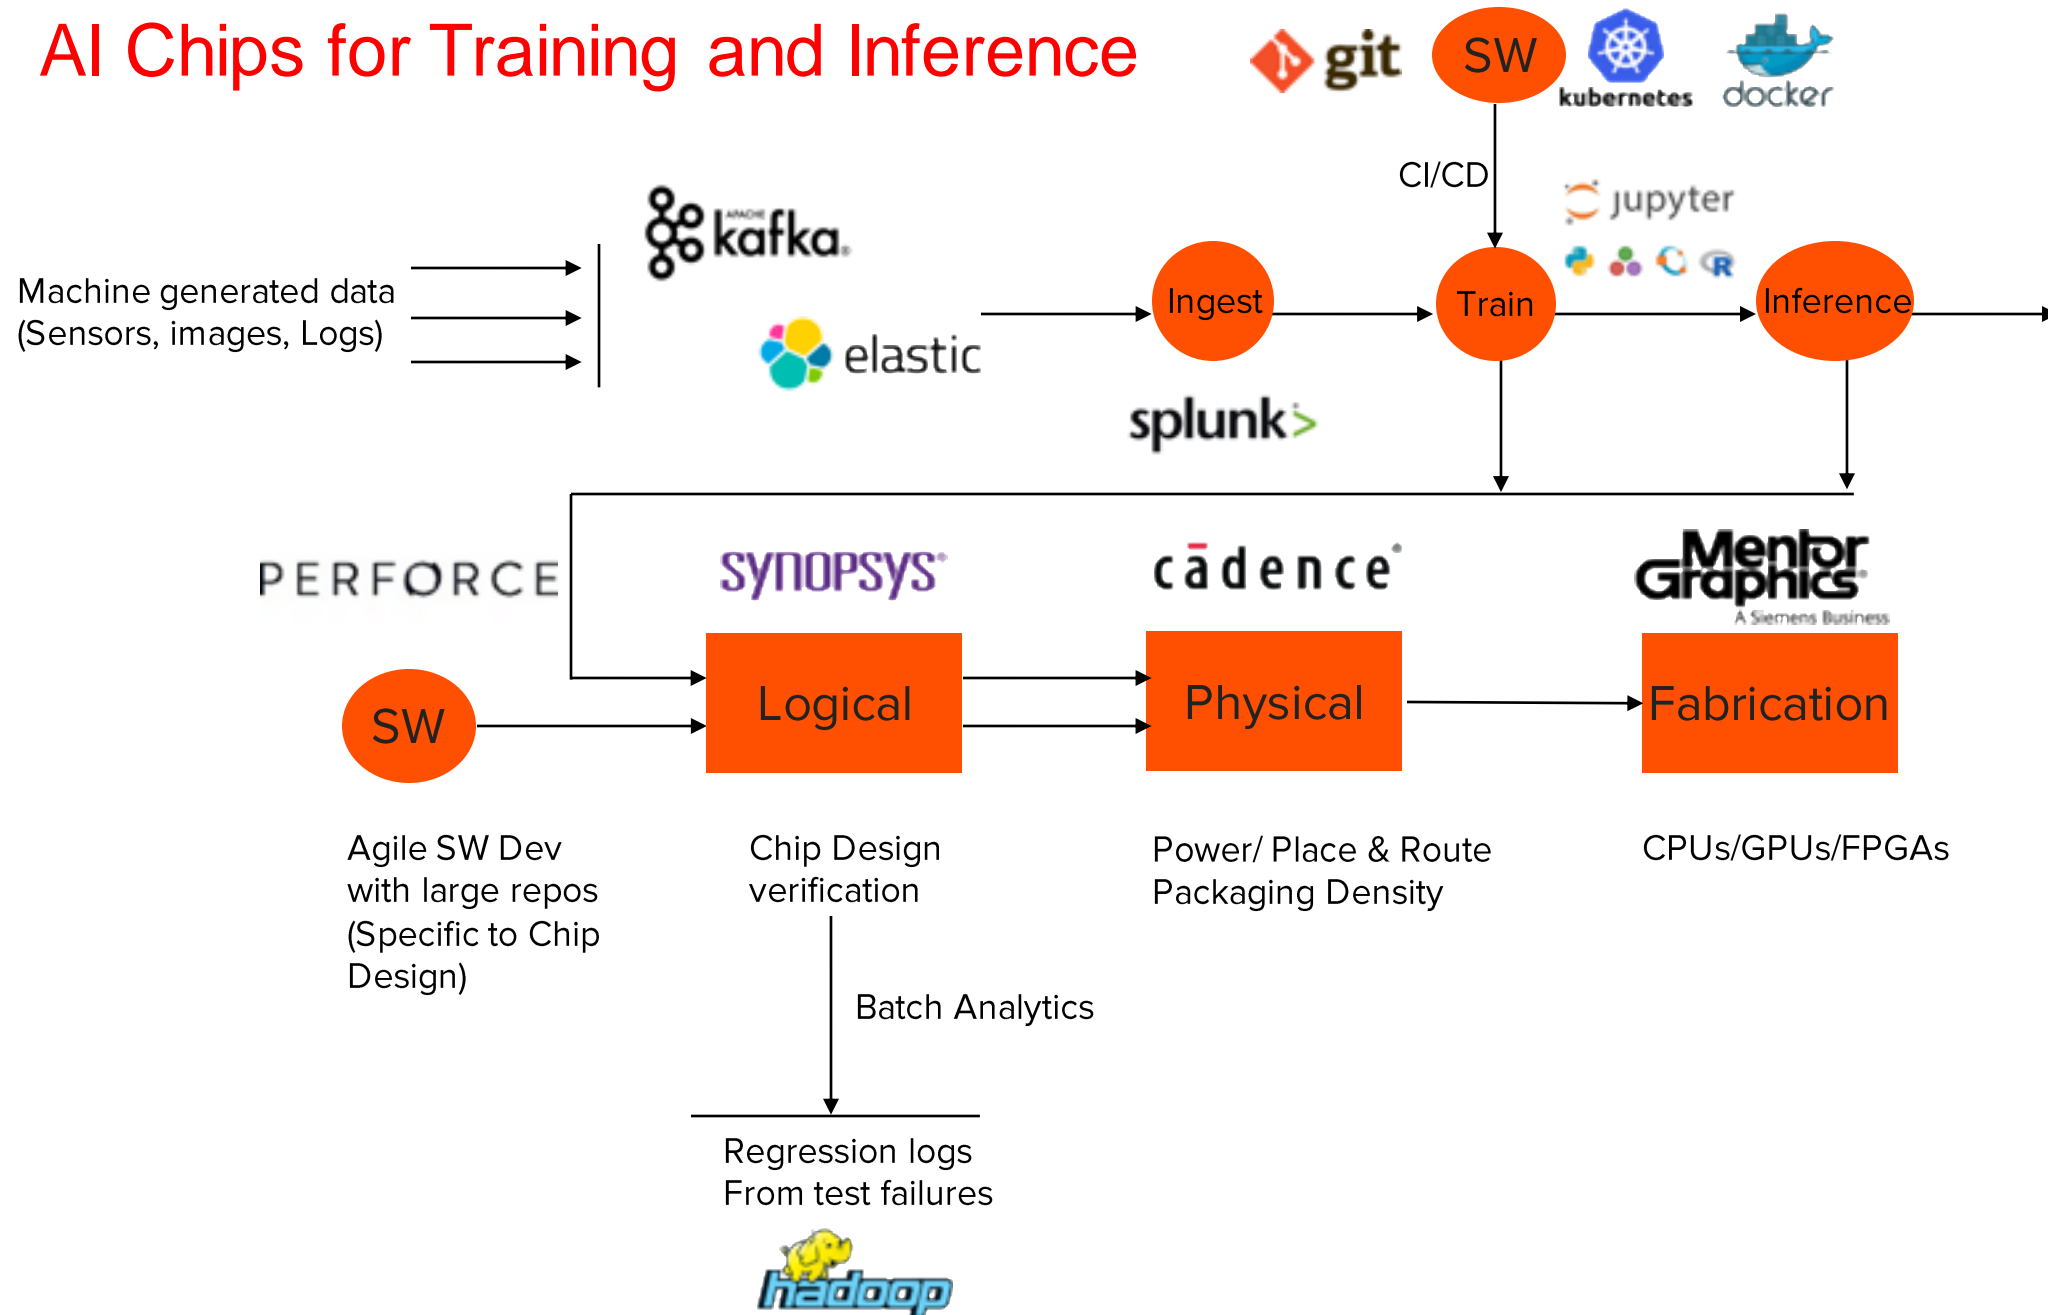 AI Chips for Training and Inference
git
SW
kubernetes
docker
CI/CD
jupyter
APACHE
kafka®
Machine generated data
(Sensors, images, Logs)
elastic
Ingest
Train
R
Inference
splunk>
PERFORCE
SYNOPSYS®
cādence®
Mentor
Graphics®
A Siemens Business
SW
Logical
Physical
Fabrication
Agile SW Dev
with large repos
(Specific to Chip
Design)
Chip Design
verification
Power/ Place & Route
Packaging Density
CPUs/GPUs/FPGAs
Batch Analytics
Regression logs
From test failures
hadoop